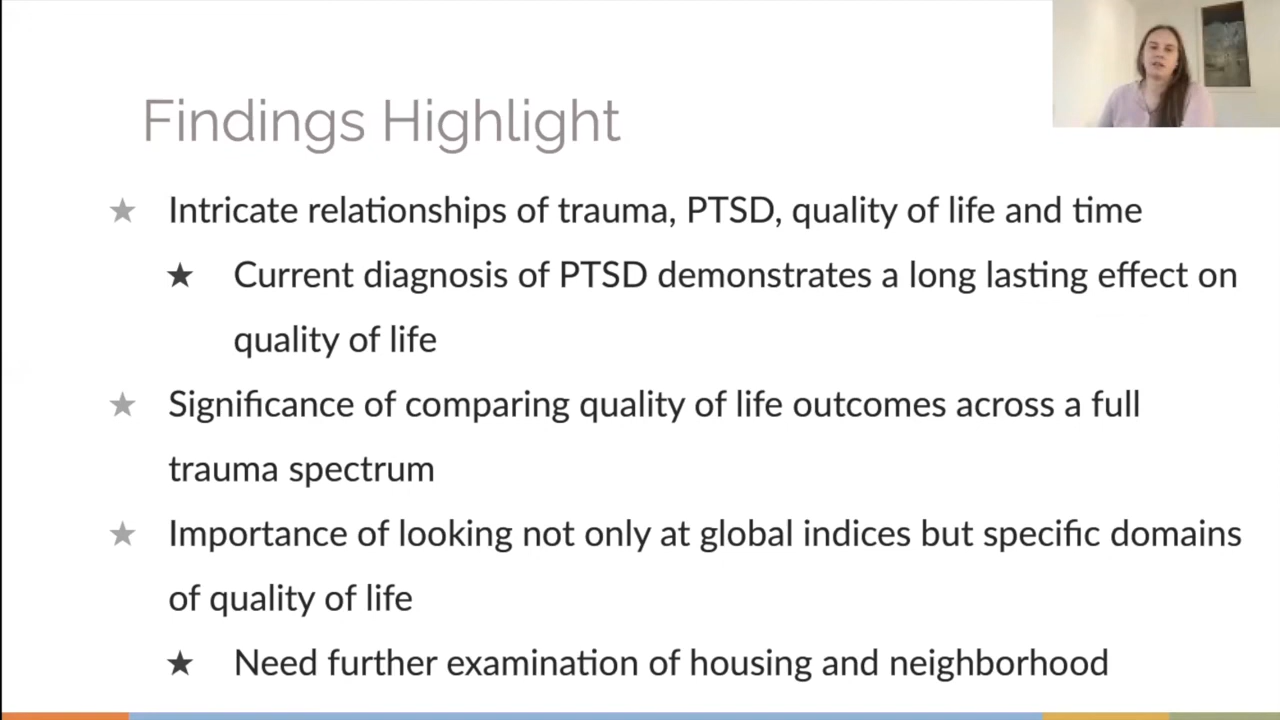 Findings Highlight
Intricate relationships of trauma, PTSD, quality of life and time
Current diagnosis of PTSD demonstrates a long lasting effect on
quality of life
Significance of comparing quality of life outcomes across a full
trauma spectrum
Importance of looking not only at global indices but specific domains
of quality of life
Need further examination of housing and neighborhood